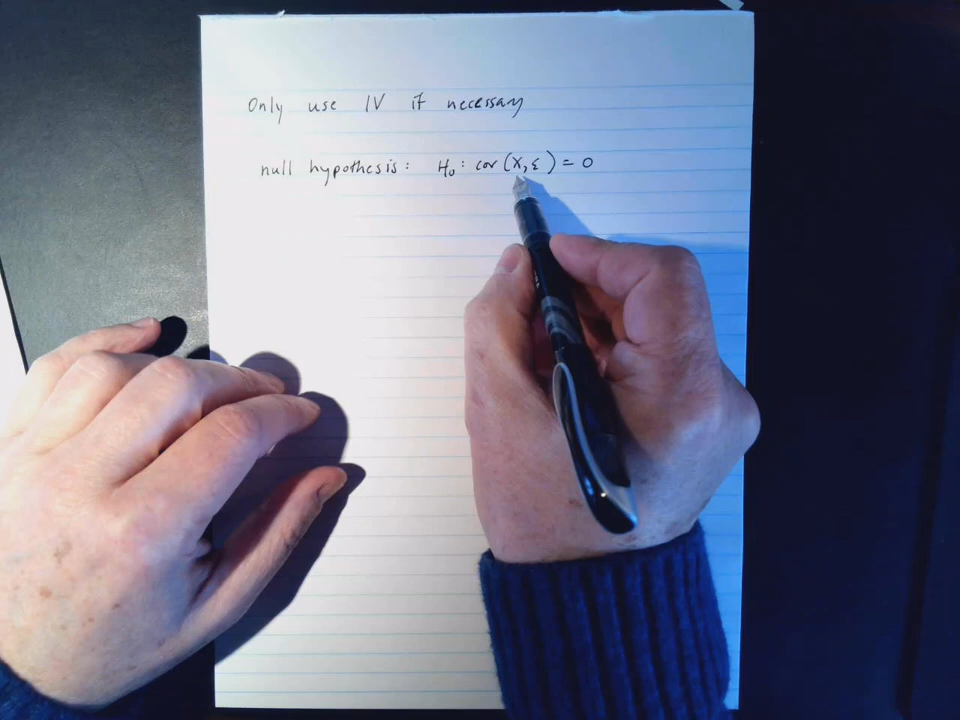 Only use IV if necessary
null hypothesis: H₀: cov(X,ε) = 0